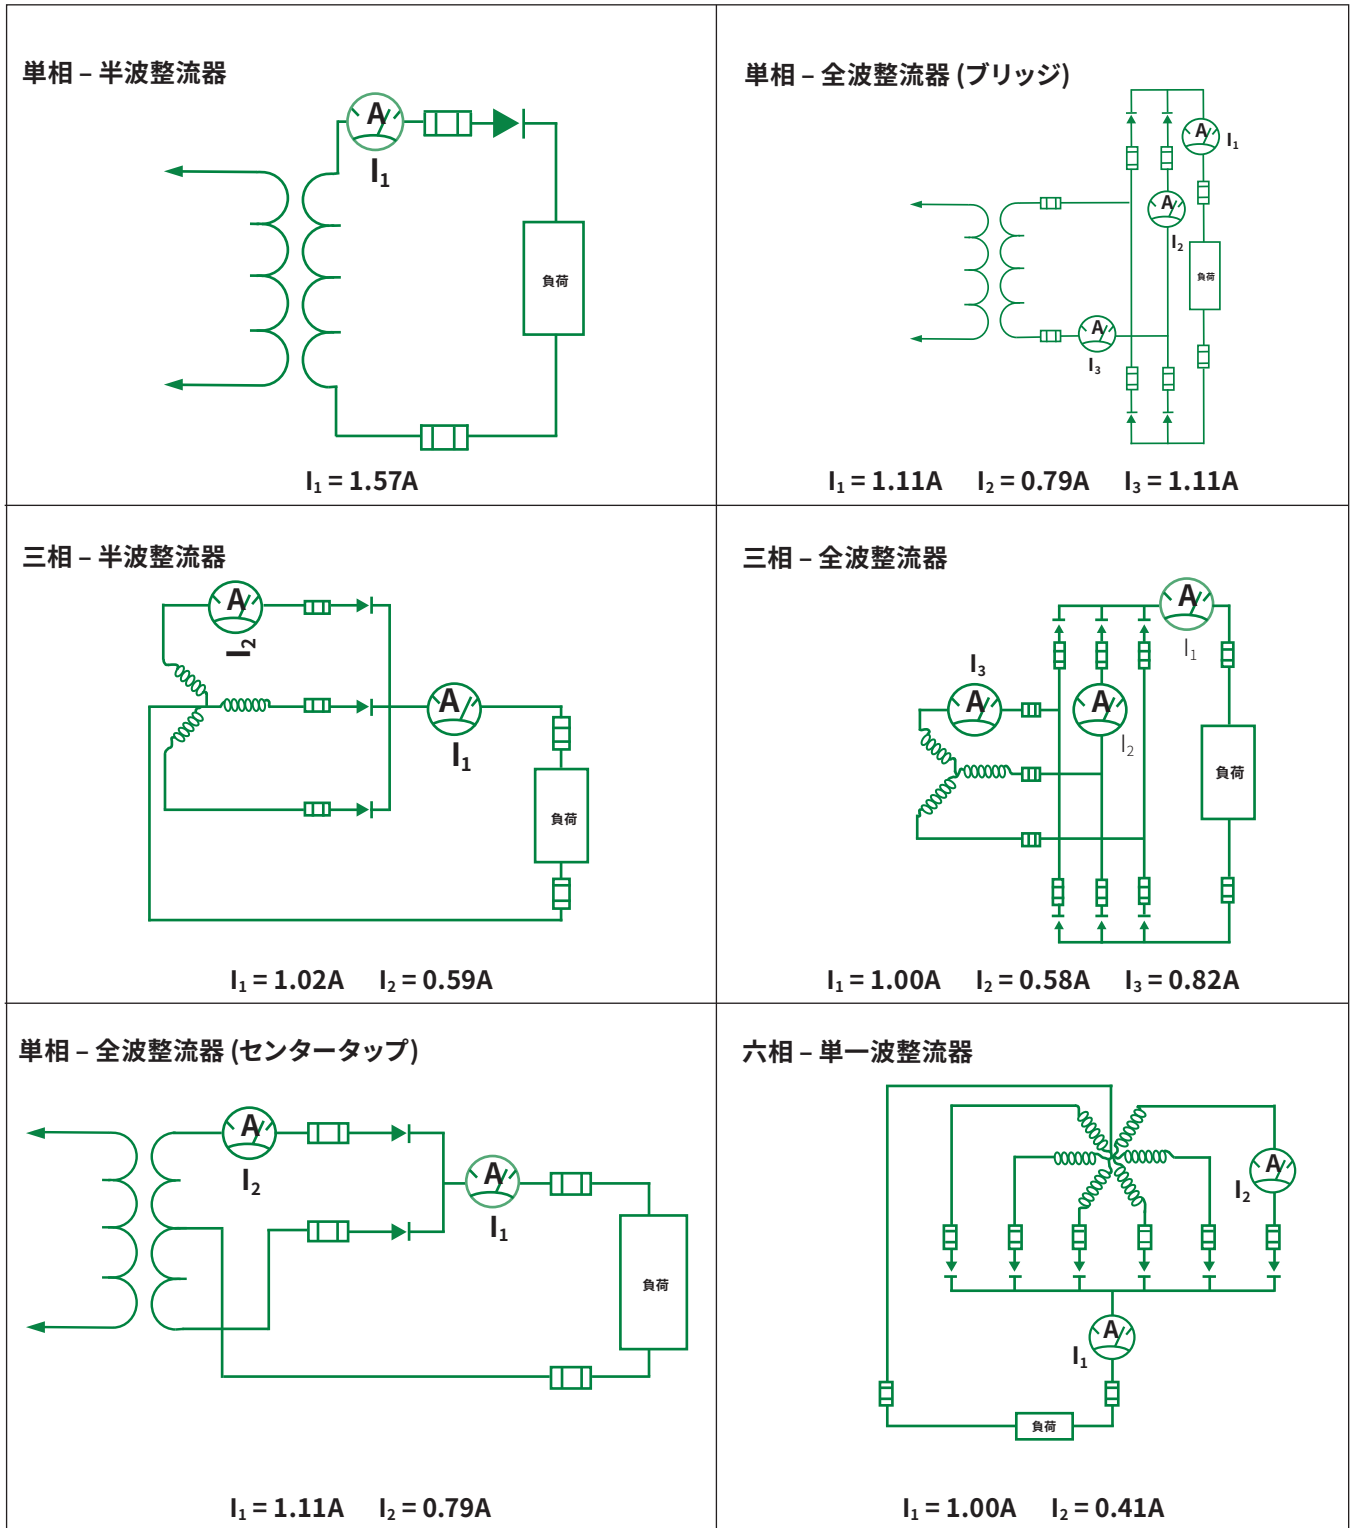 単相 – 半波整流器
A
I1
負荷
I1 = 1.57A
単相 – 全波整流器 (ブリッジ)
A
I1
A
I2
負荷
A
I3
I1 = 1.11A I2 = 0.79A I3 = 1.11A
三相 – 半波整流器
A
I2
A
I1
負荷
I1 = 1.02A I2 = 0.59A
三相 – 全波整流器
A
I1
I3
A
A
I2
負荷
I1 = 1.00A I2 = 0.58A I3 = 0.82A
単相 – 全波整流器 (センタータップ)
A
I2
A
I1
負荷
I1 = 1.11A I2 = 0.79A
六相 – 単一波整流器
A
I2
A
I1
負荷
I1 = 1.00A I2 = 0.41A